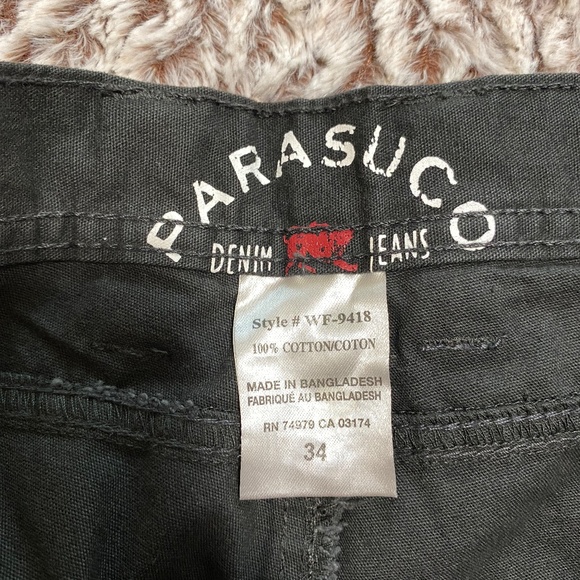 PARASUCO
DENIM JEANS
Style # WF-9418
100% COTTON/COTON
MADE IN BANGLADESH
FABRIQUÉ AU BANGLADESH
RN 74979 CA 03174
34